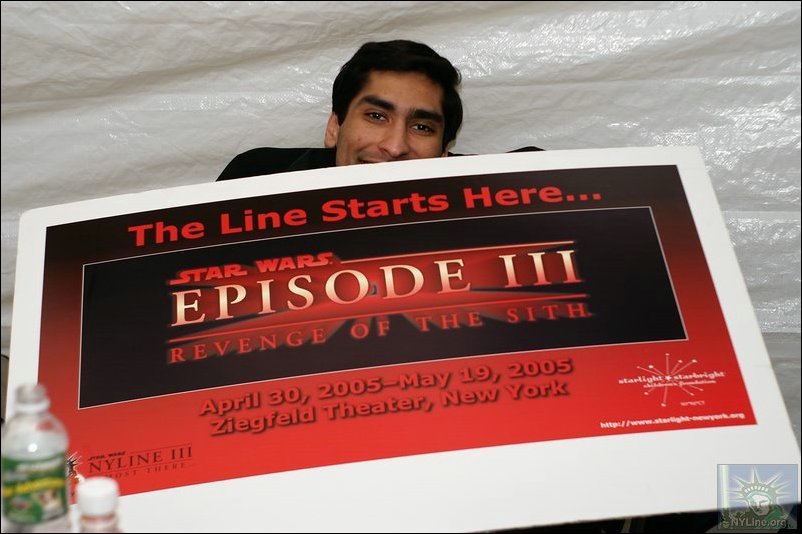 The Line Starts Here...
STAR WARS
EPISODE III
REVENGE OF THE SITH
April 30, 2005–May 19, 2005
Ziegfeld Theater, New York
starlight starbright
children's foundation
http://www.starlight-newyork.org
STAR WARS
NYLINE III
NYLine.org